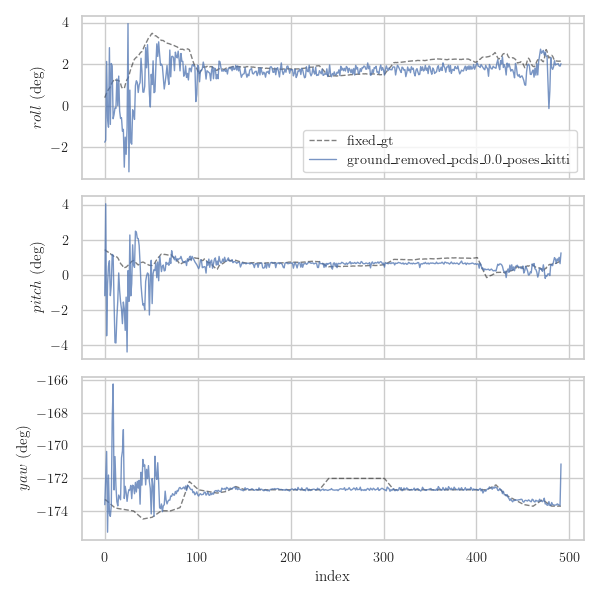 4
2
0
−2
roll (deg)
fixed_gt
ground_removed_pcds_0.0_poses_kitti
4
2
0
−2
−4
pitch (deg)
−166
−168
−170
−172
−174
yaw (deg)
0 100 200 300 400 500
index